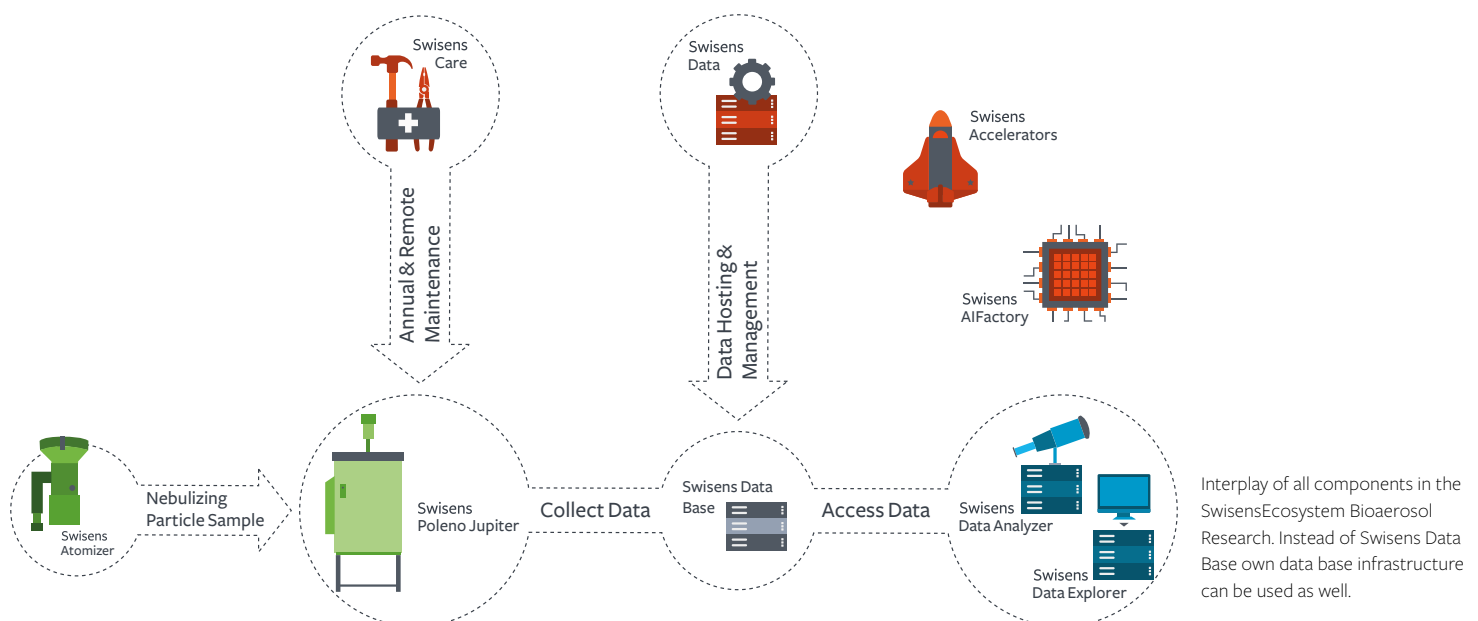 Swisens
Care
Swisens
Data
Swisens
Accelerators
Swisens
AIFactory
Annual & Remote
Maintenance
Data Hosting &
Management
Swisens
Atomizer
Nebulizing
Particle Sample
Swisens
Poleno Jupiter
Collect Data
Swisens Data
Base
Access Data
Swisens
Data Analyzer
Swisens
Data Explorer
Interplay of all components in the
SwisensEcosystem Bioaerosol
Research. Instead of Swisens Data
Base own data base infrastructure
can be used as well.